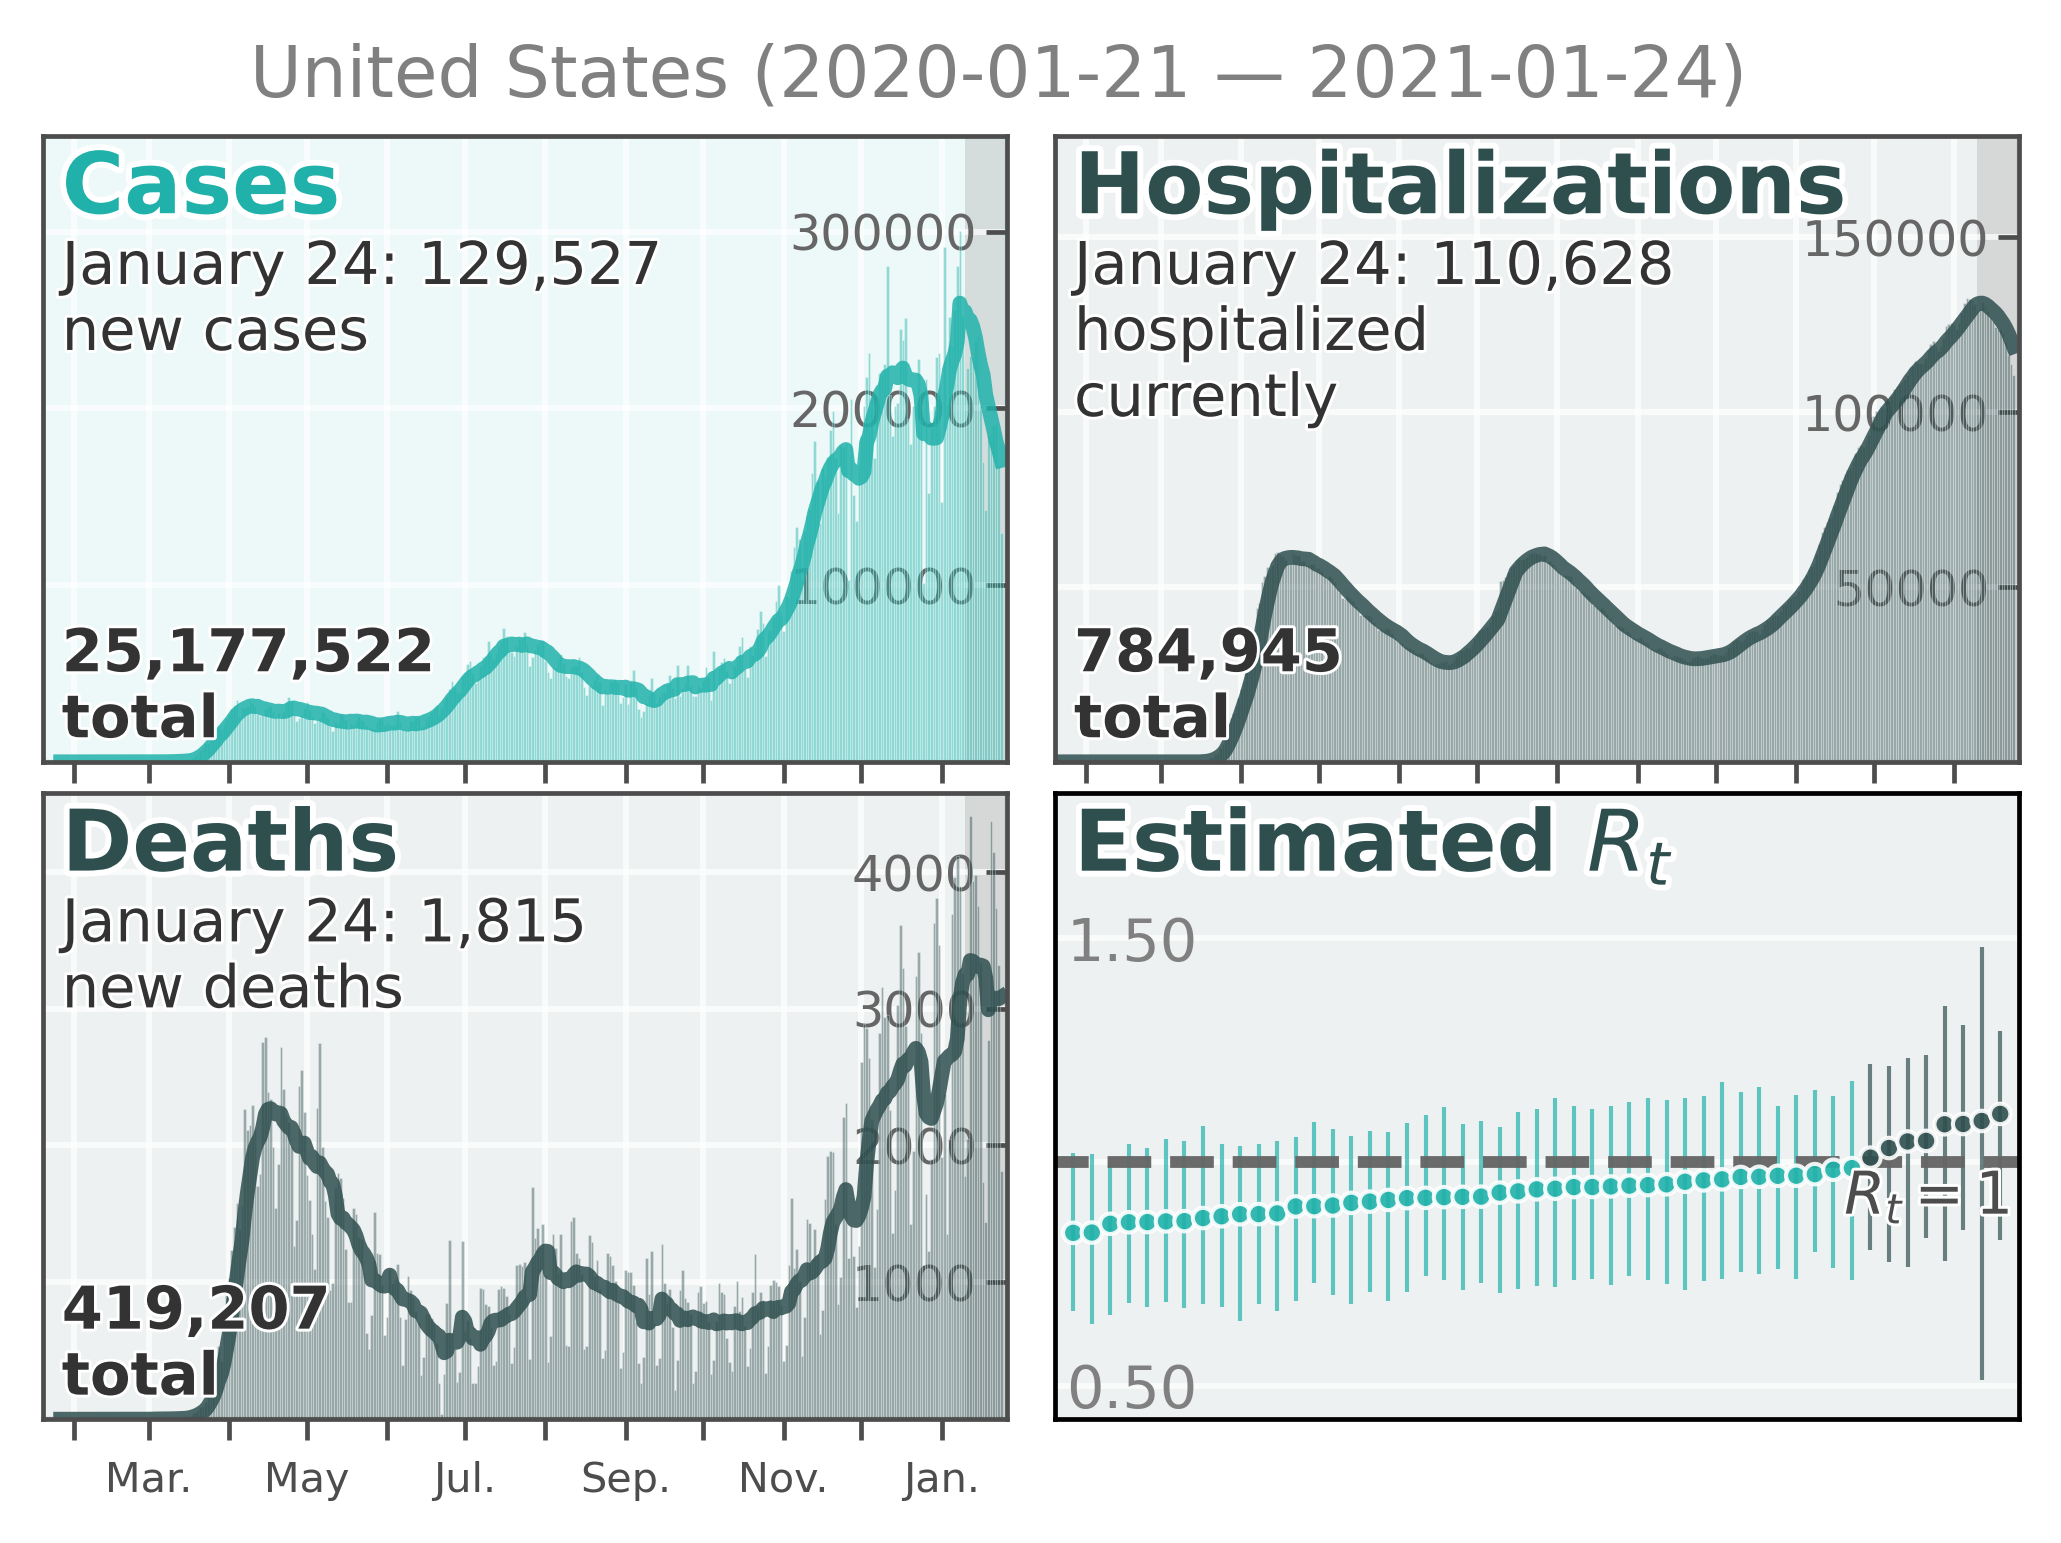 United States (2020-01-21 — 2021-01-24)
Cases
January 24: 129,527
new cases
300000
200000
100000
25,177,522
total
Hospitalizations
January 24: 110,628
hospitalized
currently
150000
100000
50000
784,945
total
Deaths
January 24: 1,815
new deaths
4000
3000
2000
1000
419,207
total
Mar. May Jul. Sep. Nov. Jan.
Estimated Rt
1.50
Rt = 1
0.50